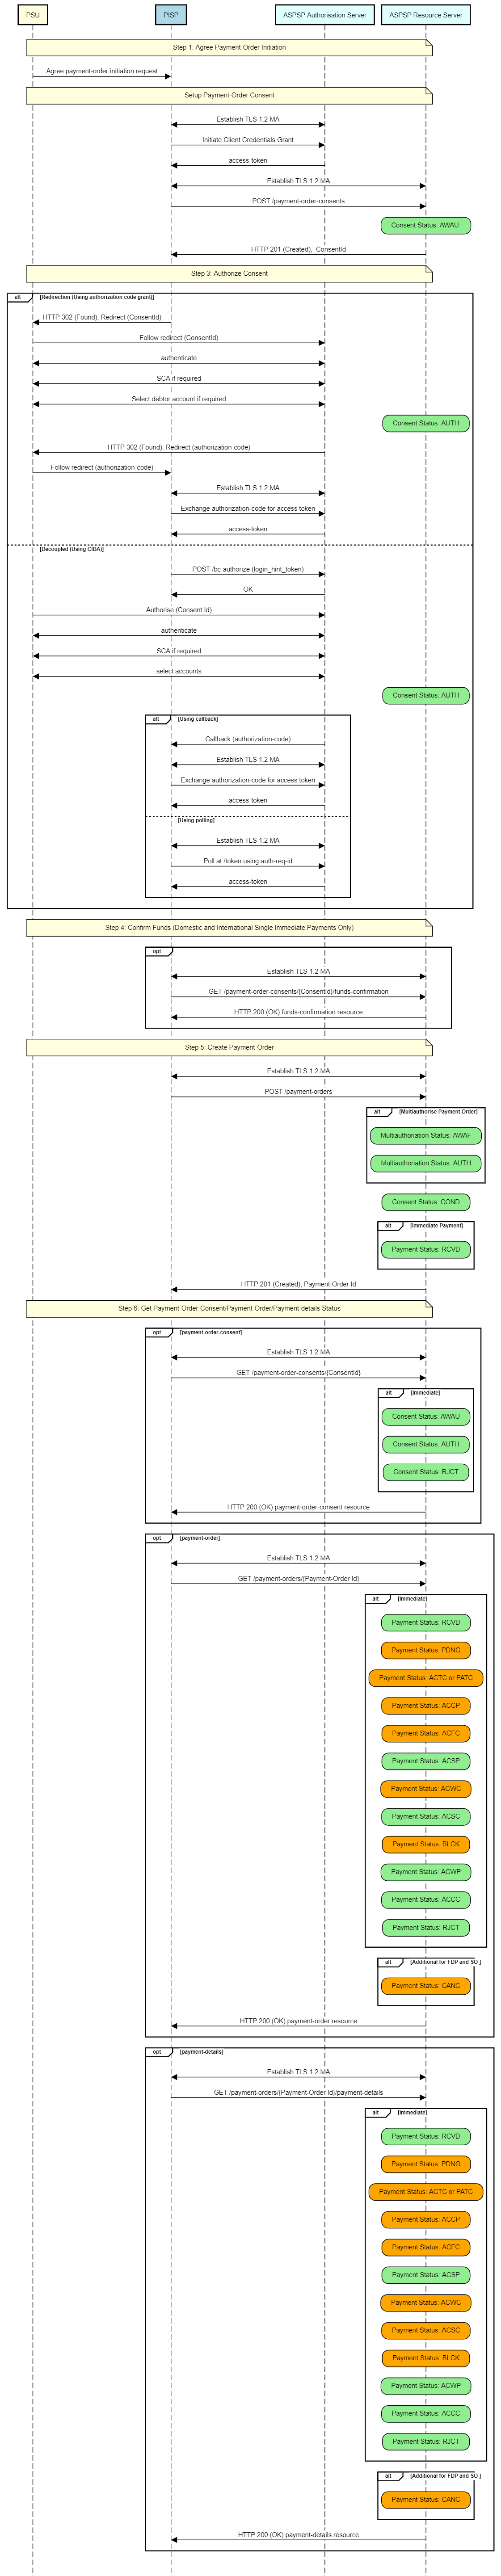 PSU
PISP
ASPSP Authorisation Server
ASPSP Resource Server
Step 1: Agree Payment-Order Initiation
Agree payment-order initiation request
Setup Payment-Order Consent
Establish TLS 1.2 MA
Initiate Client Credentials Grant
access-token
Establish TLS 1.2 MA
POST /payment-order-consents
Consent Status: AWAU
HTTP 201 (Created), ConsentId
Step 3: Authorize Consent
alt
[Redirection (Using authorization code grant)]
HTTP 302 (Found), Redirect (ConsentId)
Follow redirect (ConsentId)
authenticate
SCA if required
Select debtor account if required
Consent Status: AUTH
HTTP 302 (Found), Redirect (authorization-code)
Follow redirect (authorization-code)
Establish TLS 1.2 MA
Exchange authorization-code for access token
access-token
[Decoupled (Using CIBA)]
POST /bc-authorize (login_hint_token)
OK
Authorise (Consent Id)
authenticate
SCA if required
select accounts
Consent Status: AUTH
alt
[Using callback]
Callback (authorization-code)
Establish TLS 1.2 MA
Exchange authorization-code for access token
access-token
[Using polling]
Establish TLS 1.2 MA
Poll at /token using auth-req-id
access-token
Step 4: Confirm Funds (Domestic and International Single Immediate Payments Only)
opt
Establish TLS 1.2 MA
GET /payment-order-consents/{ConsentId}/funds-confirmation
HTTP 200 (OK) funds-confirmation resource
Step 5: Create Payment-Order
Establish TLS 1.2 MA
POST /payment-orders
alt
[Multiauthorise Payment Order]
Multiauthoriation Status: AWAF
Multiauthoriation Status: AUTH
Consent Status: COND
alt
[Immediate Payment]
Payment Status: RCVD
HTTP 201 (Created), Payment-Order Id
Step 6: Get Payment-Order-Consent/Payment-Order/Payment-details Status
opt
[payment-order-consent]
Establish TLS 1.2 MA
GET /payment-order-consents/{ConsentId}
alt
[Immediate]
Consent Status: AWAU
Consent Status: AUTH
Consent Status: RJCT
HTTP 200 (OK) payment-order-consent resource
opt
[payment-order]
Establish TLS 1.2 MA
GET /payment-orders/{Payment-Order Id}
alt
[Immediate]
Payment Status: RCVD
Payment Status: PDNG
Payment Status: ACTC or PATC
Payment Status: ACCP
Payment Status: ACFC
Payment Status: ACSP
Payment Status: ACWC
Payment Status: ACSC
Payment Status: BLCK
Payment Status: ACWP
Payment Status: ACCC
Payment Status: RJCT
alt
[Additional for FDP and SO ]
Payment Status: CANC
HTTP 200 (OK) payment-order resource
opt
[payment-details]
Establish TLS 1.2 MA
GET /payment-orders/{Payment-Order Id}/payment-details
alt
[Immediate]
Payment Status: RCVD
Payment Status: PDNG
Payment Status: ACTC or PATC
Payment Status: ACCP
Payment Status: ACFC
Payment Status: ACSP
Payment Status: ACWC
Payment Status: ACSC
Payment Status: BLCK
Payment Status: ACWP
Payment Status: ACCC
Payment Status: RJCT
alt
[Additional for FDP and SO ]
Payment Status: CANC
HTTP 200 (OK) payment-details resource